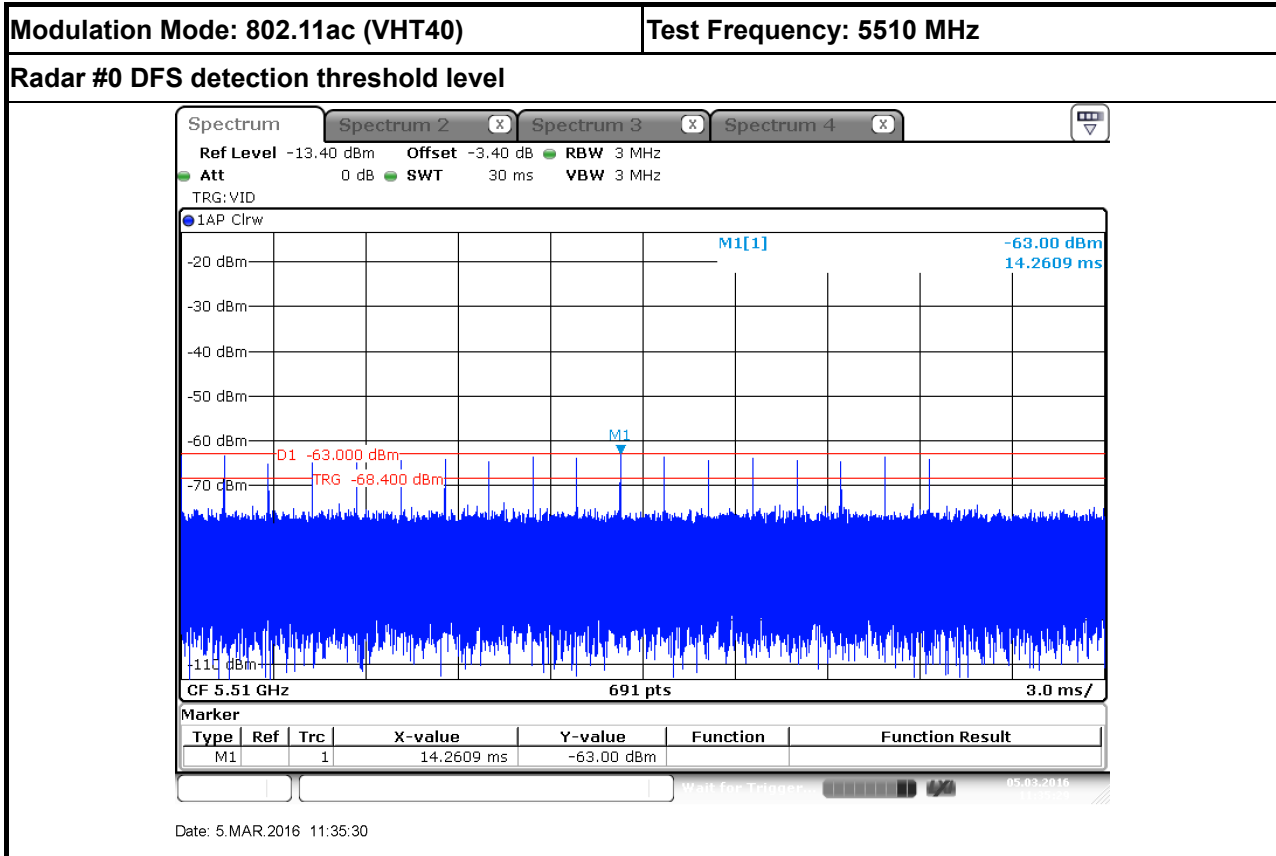 Modulation Mode: 802.11ac (VHT40) Test Frequency: 5510 MHz
Radar #0 DFS detection threshold level
Spectrum Spectrum 2 X Spectrum 3 X Spectrum 4 X
Ref Level -13.40 dBm Offset -3.40 dB RBW 3 MHz
Att 0 dB SWT 30 ms VBW 3 MHz
TRG:VID
1AP Clrw
M1[1] -63.00 dBm
14.2609 ms
-20 dBm
-30 dBm
-40 dBm
-50 dBm
M1
-60 dBm
D1 -63.000 dBm
TRG -68.400 dBm
-70 dBm
-110 dBm
CF 5.51 GHz 691 pts 3.0 ms/
Marker
Type Ref Trc X-value Y-value Function Function Result
M1 1 14.2609 ms -63.00 dBm
Wait for Trigger... 05.03.2016
Date: 5.MAR.2016 11:35:30